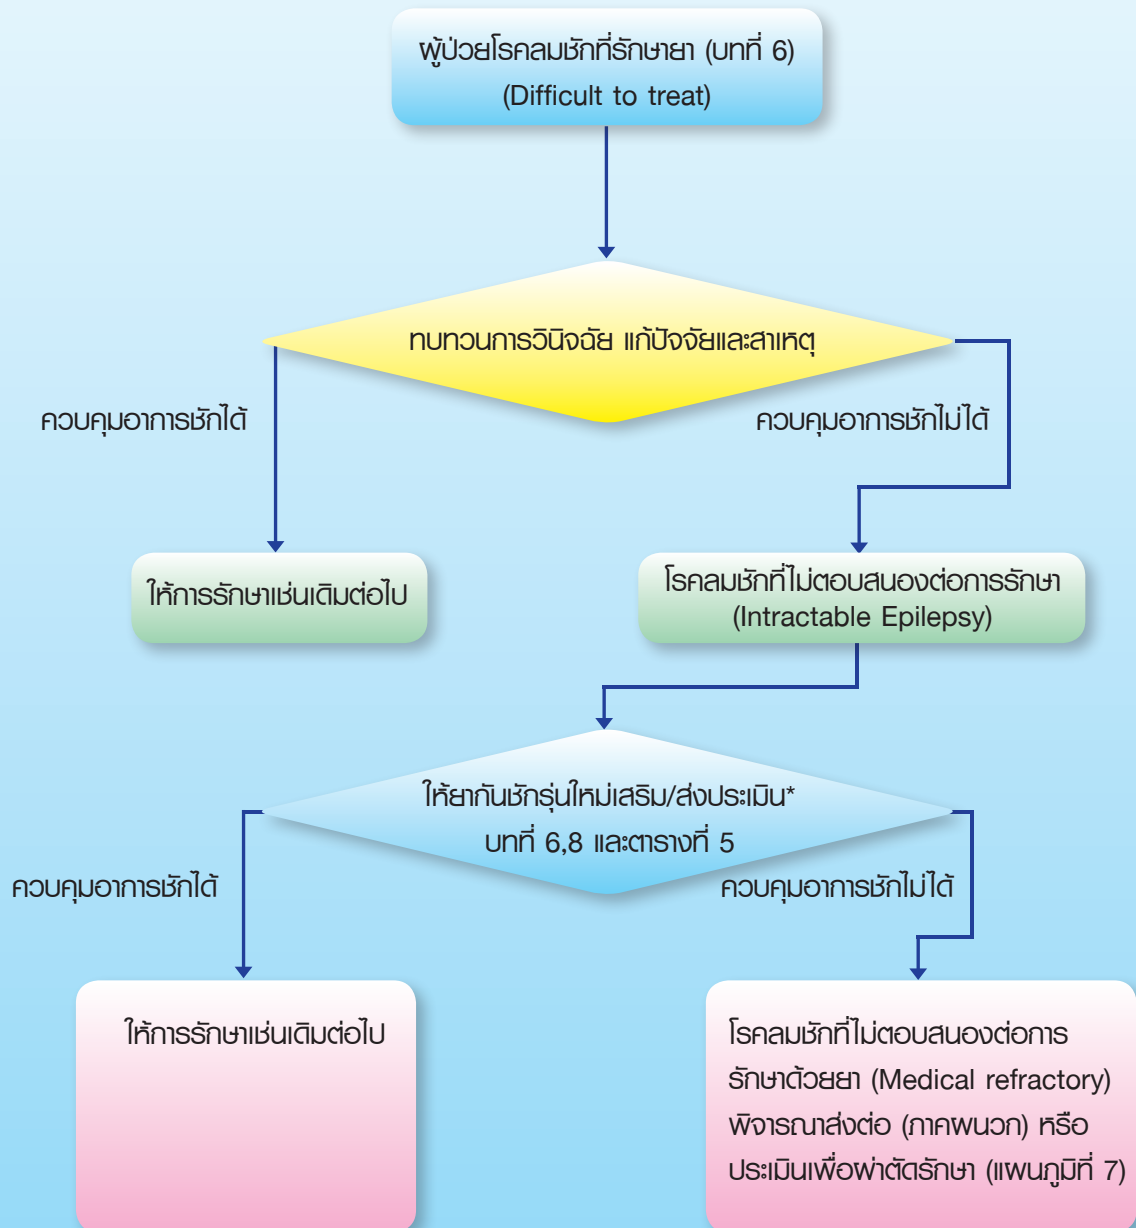 ผู้ป่วยโรคลมชักที่รักษายา (บทที่ 6)
(Difficult to treat)
ทบทวนการวินิจฉัย แก้ปัจจัยและสาเหตุ
ควบคุมอาการชักได้
ควบคุมอาการชักไม่ได้
ให้การรักษาเช่นเดิมต่อไป
โรคลมชักที่ไม่ตอบสนองต่อการรักษา
(Intractable Epilepsy)
ให้ยากันชักรุ่นใหม่เสริม/ส่งประเมิน*
บทที่ 6,8 และตารางที่ 5
ควบคุมอาการชักได้
ควบคุมอาการชักไม่ได้
ให้การรักษาเช่นเดิมต่อไป
โรคลมชักที่ไม่ตอบสนองต่อการ
รักษาด้วยยา (Medical refractory)
พิจารณาส่งต่อ (ภาคผนวก) หรือ
ประเมินเพื่อผ่าตัดรักษา (แผนภูมิที่ 7)